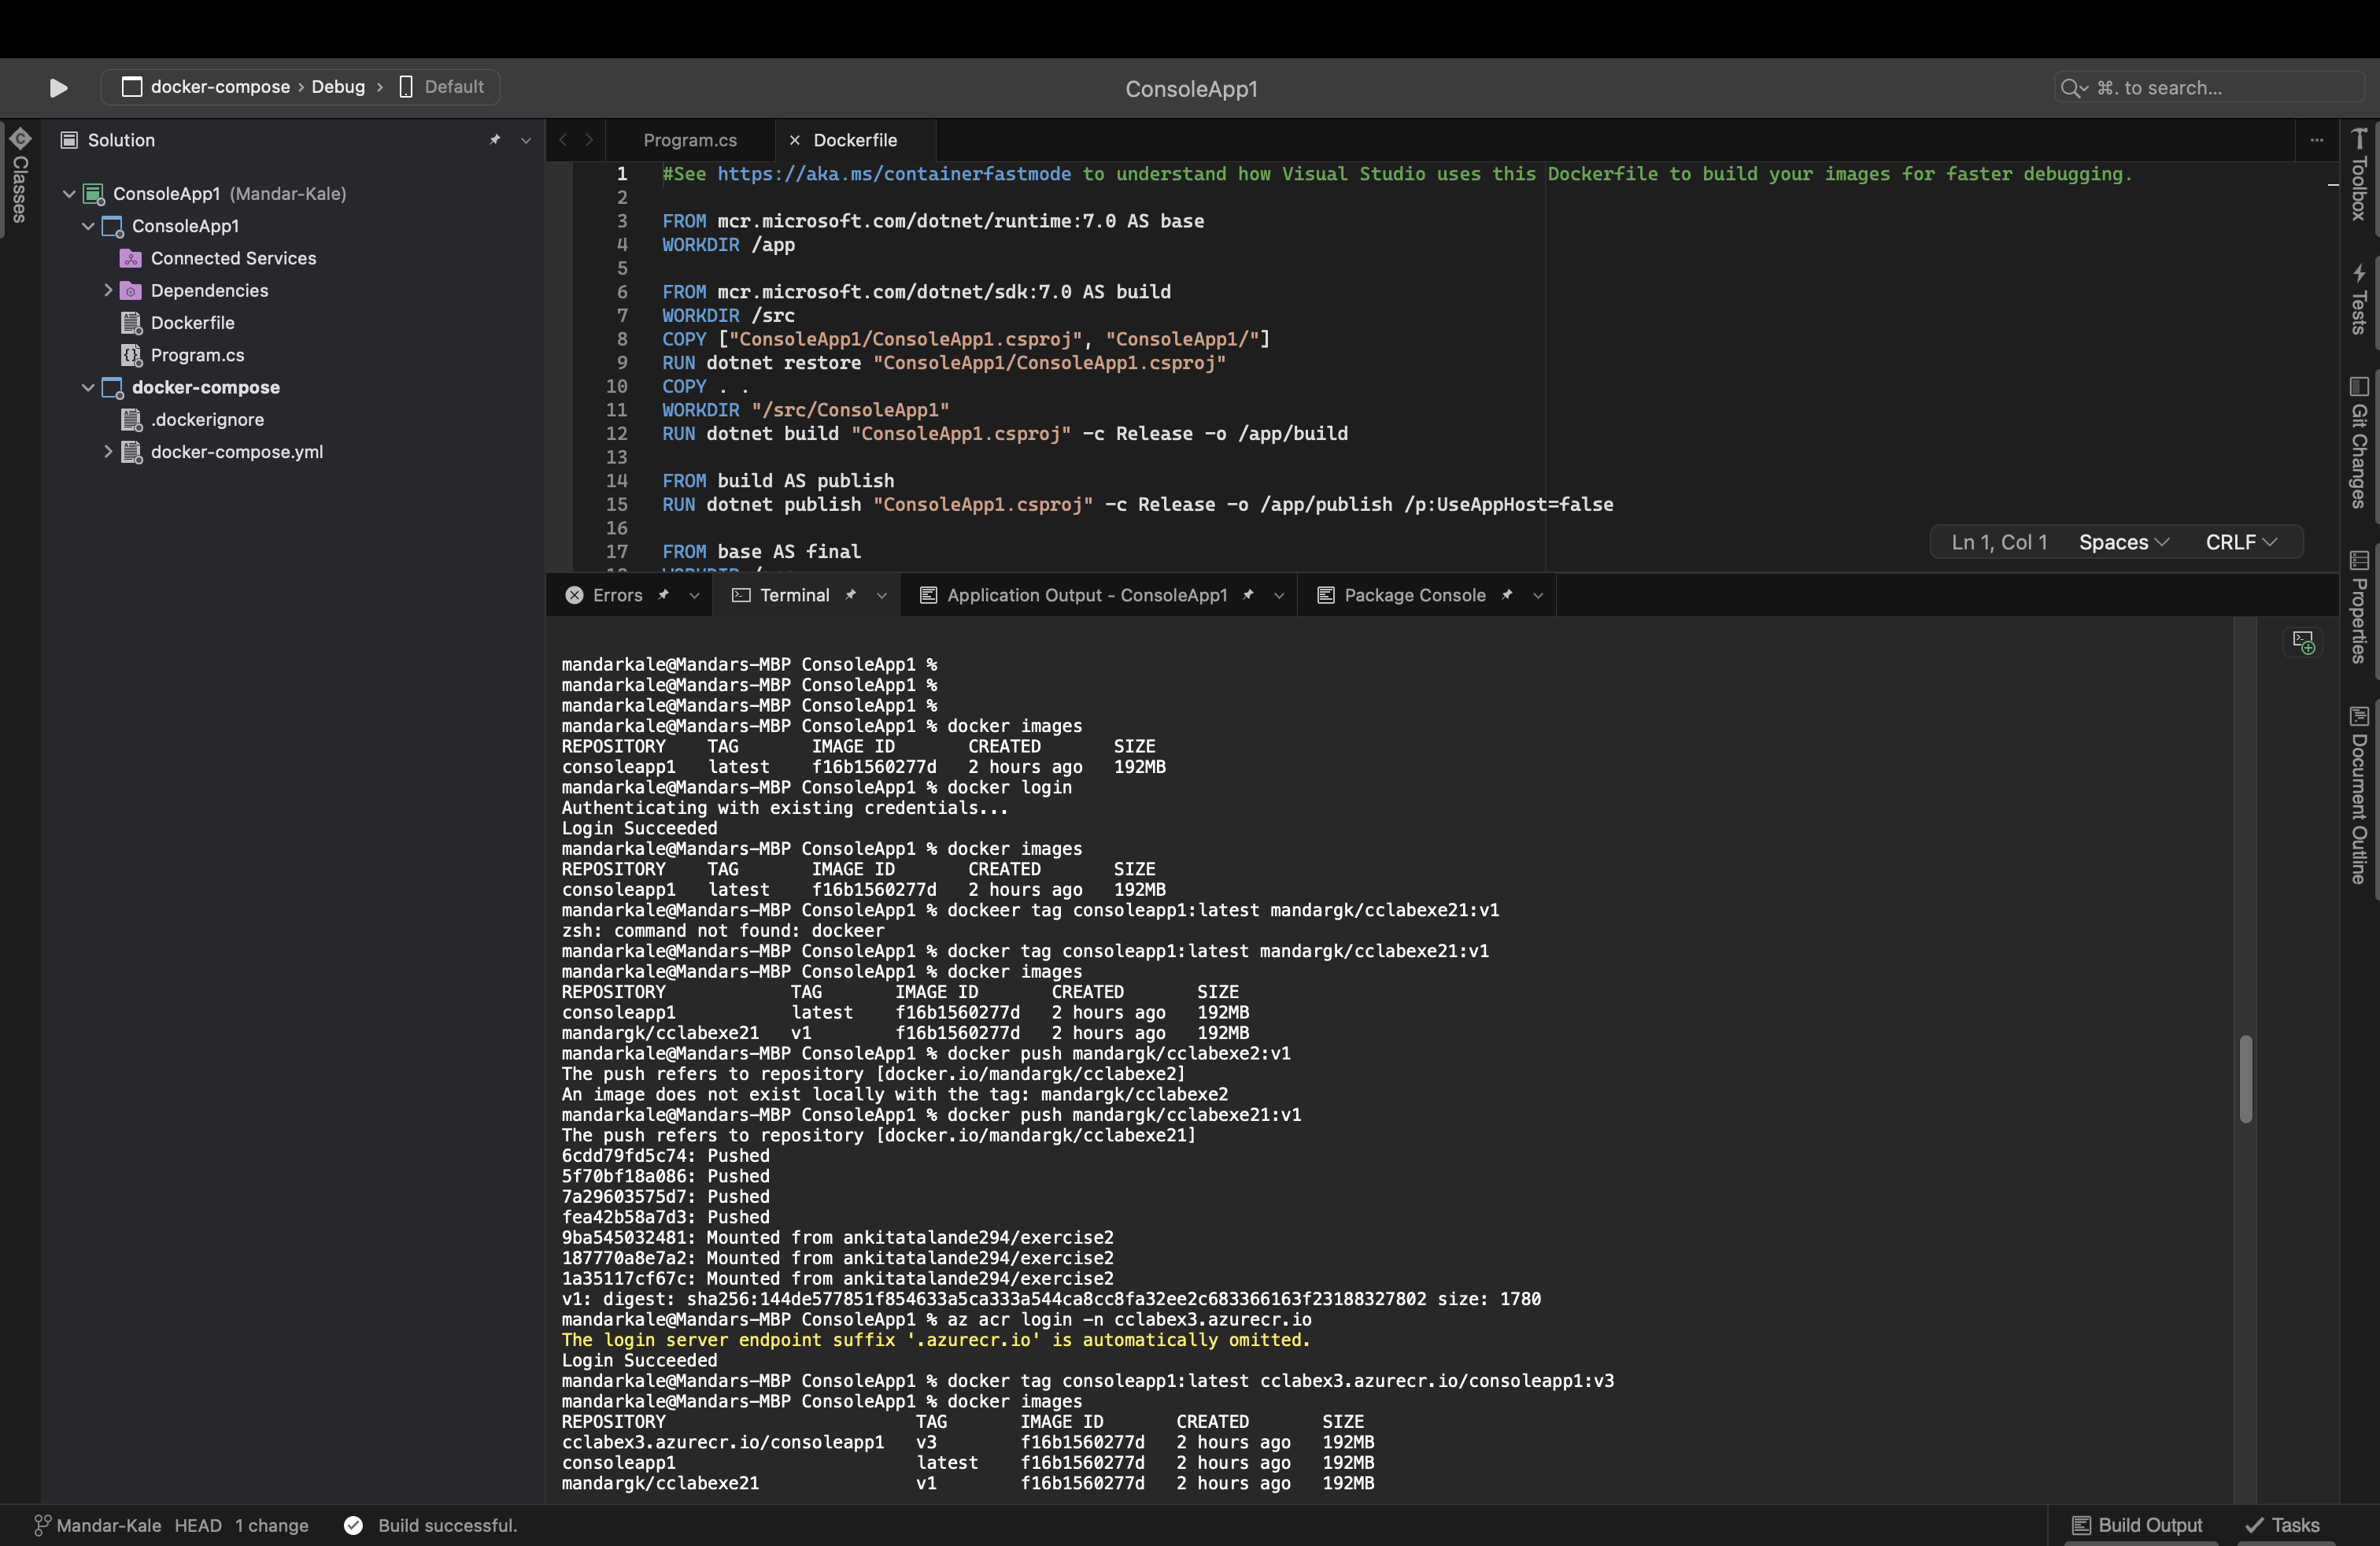 docker-compose › Debug › Default
ConsoleApp1
⌘. to search...
Classes
Solution
ConsoleApp1 (Mandar-Kale)
ConsoleApp1
Connected Services
Dependencies
Dockerfile
Program.cs
docker-compose
.dockerignore
docker-compose.yml
Program.cs
Dockerfile
1 #See https://aka.ms/containerfastmode to understand how Visual Studio uses this Dockerfile to build your images for faster debugging.
2
3 FROM mcr.microsoft.com/dotnet/runtime:7.0 AS base
4 WORKDIR /app
5
6 FROM mcr.microsoft.com/dotnet/sdk:7.0 AS build
7 WORKDIR /src
8 COPY ["ConsoleApp1/ConsoleApp1.csproj", "ConsoleApp1/"]
9 RUN dotnet restore "ConsoleApp1/ConsoleApp1.csproj"
10 COPY . .
11 WORKDIR "/src/ConsoleApp1"
12 RUN dotnet build "ConsoleApp1.csproj" -c Release -o /app/build
13
14 FROM build AS publish
15 RUN dotnet publish "ConsoleApp1.csproj" -c Release -o /app/publish /p:UseAppHost=false
16
17 FROM base AS final
Ln 1, Col 1 Spaces CRLF
Errors
Terminal
Application Output - ConsoleApp1
Package Console
mandarkale@Mandars-MBP ConsoleApp1 %
mandarkale@Mandars-MBP ConsoleApp1 %
mandarkale@Mandars-MBP ConsoleApp1 %
mandarkale@Mandars-MBP ConsoleApp1 % docker images
REPOSITORY TAG IMAGE ID CREATED SIZE
consoleapp1 latest f16b1560277d 2 hours ago 192MB
mandarkale@Mandars-MBP ConsoleApp1 % docker login
Authenticating with existing credentials...
Login Succeeded
mandarkale@Mandars-MBP ConsoleApp1 % docker images
REPOSITORY TAG IMAGE ID CREATED SIZE
consoleapp1 latest f16b1560277d 2 hours ago 192MB
mandarkale@Mandars-MBP ConsoleApp1 % dockeer tag consoleapp1:latest mandargk/cclabexe21:v1
zsh: command not found: dockeer
mandarkale@Mandars-MBP ConsoleApp1 % docker tag consoleapp1:latest mandargk/cclabexe21:v1
mandarkale@Mandars-MBP ConsoleApp1 % docker images
REPOSITORY TAG IMAGE ID CREATED SIZE
consoleapp1 latest f16b1560277d 2 hours ago 192MB
mandargk/cclabexe21 v1 f16b1560277d 2 hours ago 192MB
mandarkale@Mandars-MBP ConsoleApp1 % docker push mandargk/cclabexe2:v1
The push refers to repository [docker.io/mandargk/cclabexe2]
An image does not exist locally with the tag: mandargk/cclabexe2
mandarkale@Mandars-MBP ConsoleApp1 % docker push mandargk/cclabexe21:v1
The push refers to repository [docker.io/mandargk/cclabexe21]
6cdd79fd5c74: Pushed
5f70bf18a086: Pushed
7a29603575d7: Pushed
fea42b58a7d3: Pushed
9ba545032481: Mounted from ankitatalande294/exercise2
187770a8e7a2: Mounted from ankitatalande294/exercise2
1a35117cf67c: Mounted from ankitatalande294/exercise2
v1: digest: sha256:144de577851f854633a5ca333a544ca8cc8fa32ee2c683366163f23188327802 size: 1780
mandarkale@Mandars-MBP ConsoleApp1 % az acr login -n cclabex3.azurecr.io
The login server endpoint suffix '.azurecr.io' is automatically omitted.
Login Succeeded
mandarkale@Mandars-MBP ConsoleApp1 % docker tag consoleapp1:latest cclabex3.azurecr.io/consoleapp1:v3
mandarkale@Mandars-MBP ConsoleApp1 % docker images
REPOSITORY TAG IMAGE ID CREATED SIZE
cclabex3.azurecr.io/consoleapp1 v3 f16b1560277d 2 hours ago 192MB
consoleapp1 latest f16b1560277d 2 hours ago 192MB
mandargk/cclabexe21 v1 f16b1560277d 2 hours ago 192MB
Toolbox
Tests
Git Changes
Properties
Document Outline
Mandar-Kale HEAD 1 change Build successful.
Build Output Tasks